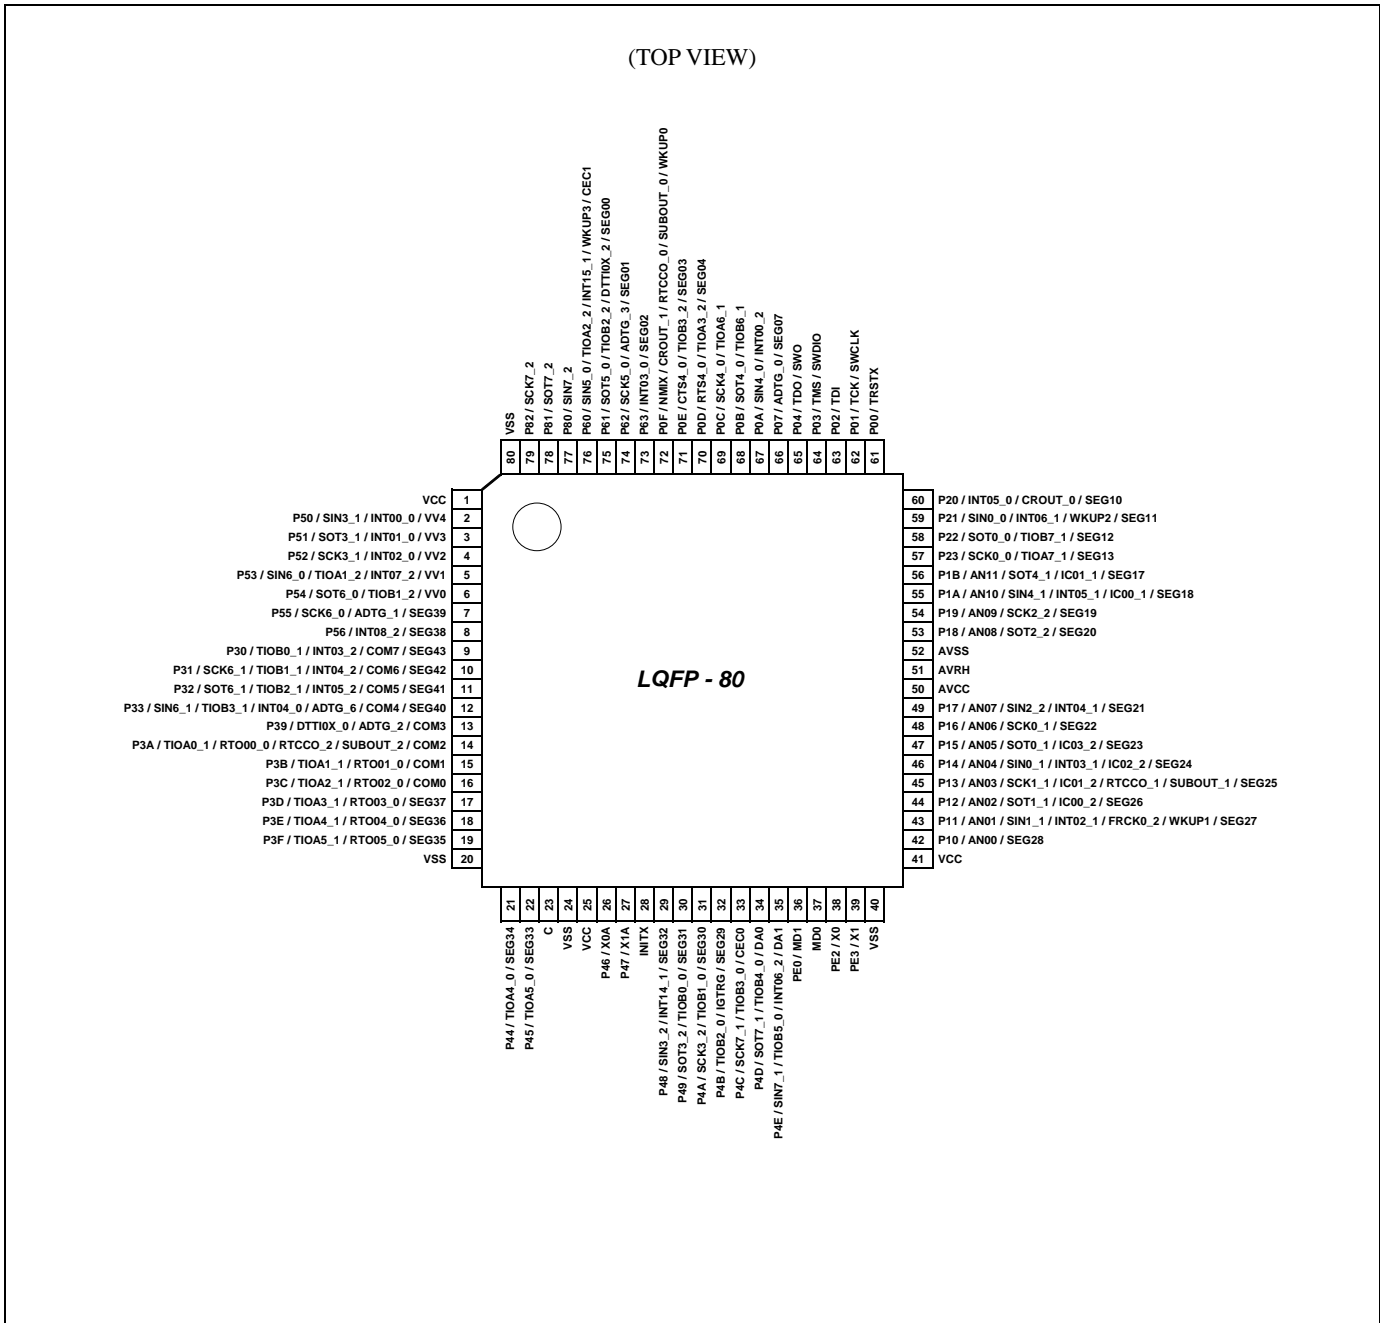 (TOP VIEW)
VSS
P82 / SCK7_2
P81 / SOT7_2
P80 / SIN7_2
P60 / SIN5_0 / TIOA2_2 / INT15_1 / WKUP3 / CEC1
P61 / SOT5_0 / TIOB2_2 / DTTI0X_2 / SEG00
P62 / SCK5_0 / ADTG_3 / SEG01
P63 / INT03_0 / SEG02
P0F / NMIX / CROUT_1 / RTCCO_0 / SUBOUT_0 / WKUP0
P0E / CTS4_0 / TIOB3_2 / SEG03
P0D / RTS4_0 / TIOA3_2 / SEG04
P0C / SCK4_0 / TIOA6_1
P0B / SOT4_0 / TIOB6_1
P0A / SIN4_0 / INT00_2
P07 / ADTG_0 / SEG07
P04 / TDO / SWO
P03 / TMS / SWDIO
P02 / TDI
P01 / TCK / SWCLK
P00 / TRSTX
80 79 78 77 76 75 74 73 72 71 70 69 68 67 66 65 64 63 62 61
VCC 1
P50 / SIN3_1 / INT00_0 / VV4 2
P51 / SOT3_1 / INT01_0 / VV3 3
P52 / SCK3_1 / INT02_0 / VV2 4
P53 / SIN6_0 / TIOA1_2 / INT07_2 / VV1 5
P54 / SOT6_0 / TIOB1_2 / VV0 6
P55 / SCK6_0 / ADTG_1 / SEG39 7
P56 / INT08_2 / SEG38 8
P30 / TIOB0_1 / INT03_2 / COM7 / SEG43 9
P31 / SCK6_1 / TIOB1_1 / INT04_2 / COM6 / SEG42 10
P32 / SOT6_1 / TIOB2_1 / INT05_2 / COM5 / SEG41 11
P33 / SIN6_1 / TIOB3_1 / INT04_0 / ADTG_6 / COM4 / SEG40 12
P39 / DTTI0X_0 / ADTG_2 / COM3 13
P3A / TIOA0_1 / RTO00_0 / RTCCO_2 / SUBOUT_2 / COM2 14
P3B / TIOA1_1 / RTO01_0 / COM1 15
P3C / TIOA2_1 / RTO02_0 / COM0 16
P3D / TIOA3_1 / RTO03_0 / SEG37 17
P3E / TIOA4_1 / RTO04_0 / SEG36 18
P3F / TIOA5_1 / RTO05_0 / SEG35 19
VSS 20
LQFP - 80
60 P20 / INT05_0 / CROUT_0 / SEG10
59 P21 / SIN0_0 / INT06_1 / WKUP2 / SEG11
58 P22 / SOT0_0 / TIOB7_1 / SEG12
57 P23 / SCK0_0 / TIOA7_1 / SEG13
56 P1B / AN11 / SOT4_1 / IC01_1 / SEG17
55 P1A / AN10 / SIN4_1 / INT05_1 / IC00_1 / SEG18
54 P19 / AN09 / SCK2_2 / SEG19
53 P18 / AN08 / SOT2_2 / SEG20
52 AVSS
51 AVRH
50 AVCC
49 P17 / AN07 / SIN2_2 / INT04_1 / SEG21
48 P16 / AN06 / SCK0_1 / SEG22
47 P15 / AN05 / SOT0_1 / IC03_2 / SEG23
46 P14 / AN04 / SIN0_1 / INT03_1 / IC02_2 / SEG24
45 P13 / AN03 / SCK1_1 / IC01_2 / RTCCO_1 / SUBOUT_1 / SEG25
44 P12 / AN02 / SOT1_1 / IC00_2 / SEG26
43 P11 / AN01 / SIN1_1 / INT02_1 / FRCK0_2 / WKUP1 / SEG27
42 P10 / AN00 / SEG28
41 VCC
21 22 23 24 25 26 27 28 29 30 31 32 33 34 35 36 37 38 39 40
P44 / TIOA4_0 / SEG34
P45 / TIOA5_0 / SEG33
C
VSS
VCC
P46 / X0A
P47 / X1A
INITX
P48 / SIN3_2 / INT14_1 / SEG32
P49 / SOT3_2 / TIOB0_0 / SEG31
P4A / SCK3_2 / TIOB1_0 / SEG30
P4B / TIOB2_0 / IGTRG / SEG29
P4C / SCK7_1 / TIOB3_0 / CEC0
P4D / SOT7_1 / TIOB4_0 / DA0
P4E / SIN7_1 / TIOB5_0 / INT06_2 / DA1
PE0 / MD1
MD0
PE2 / X0
PE3 / X1
VSS